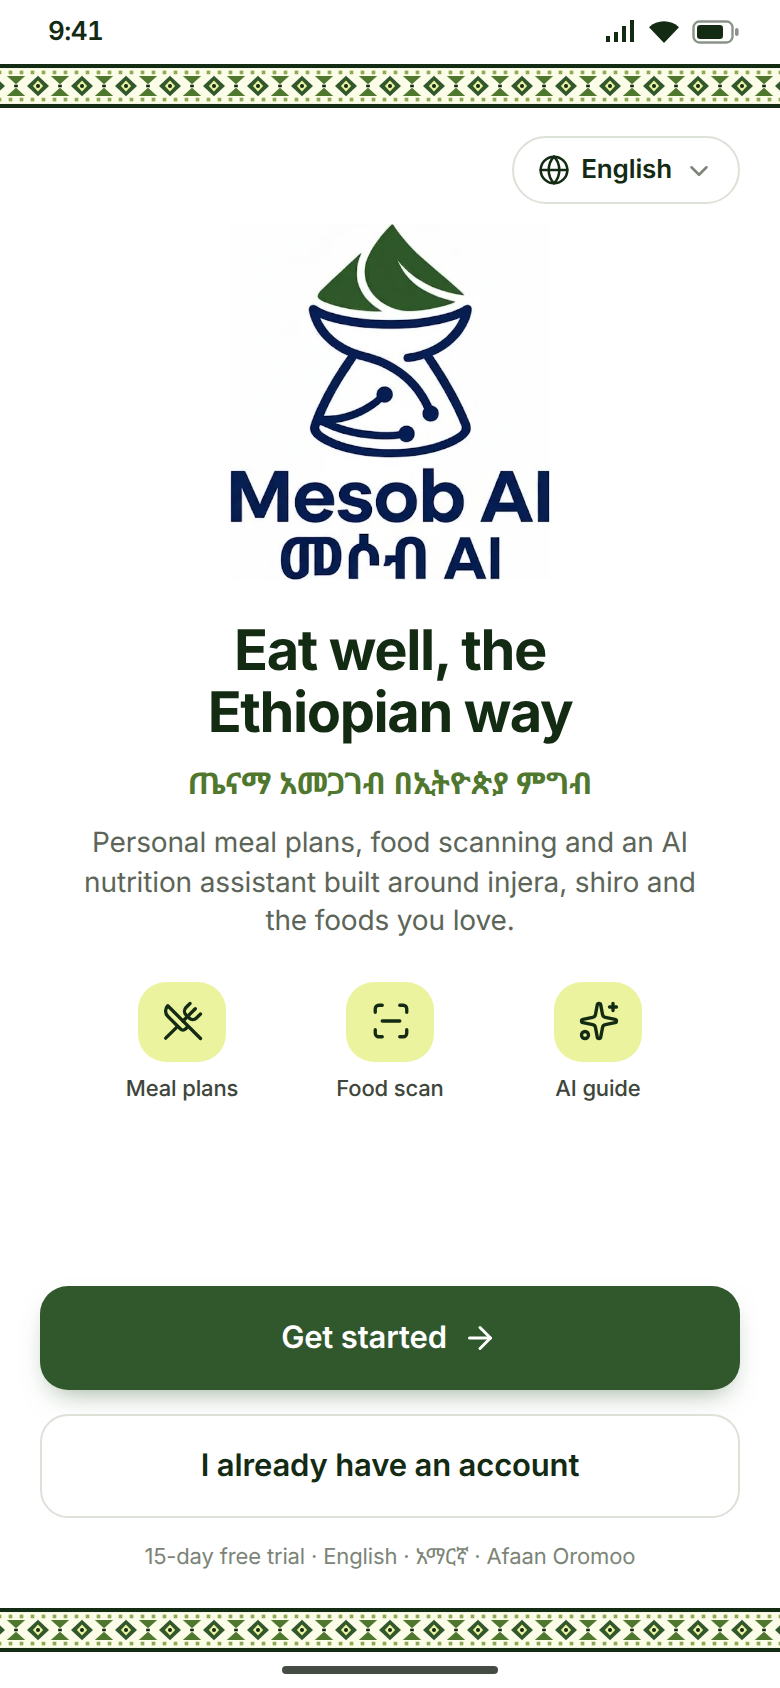 9:41
English
Mesob AI
መሶብ AI
Eat well, the
Ethiopian way
ጤናማ አመጋገብ በኢትዮጵያ ምግብ
Personal meal plans, food scanning and an AI
nutrition assistant built around injera, shiro and
the foods you love.
Meal plans
Food scan
AI guide
Get started
I already have an account
15-day free trial · English · አማርኛ · Afaan Oromoo